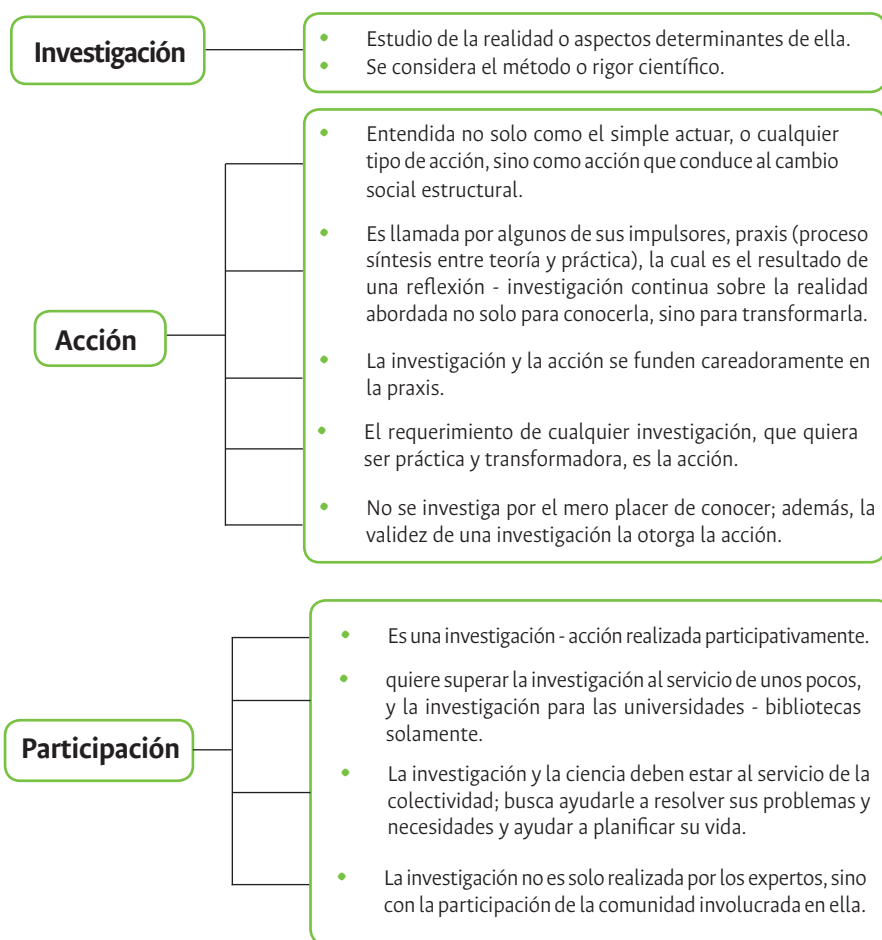 Investigación
• Estudio de la realidad o aspectos determinantes de ella.
• Se considera el método o rigor científico.
Acción
• Entendida no solo como el simple actuar, o cualquier
tipo de acción, sino como acción que conduce al cambio
social estructural.
• Es llamada por algunos de sus impulsores, praxis (proceso
síntesis entre teoría y práctica), la cual es el resultado de
una reflexión - investigación continua sobre la realidad
abordada no solo para conocerla, sino para transformarla.
• La investigación y la acción se funden careadoramente en
la praxis.
• El requerimiento de cualquier investigación, que quiera
ser práctica y transformadora, es la acción.
• No se investiga por el mero placer de conocer; además, la
validez de una investigación la otorga la acción.
Participación
• Es una investigación - acción realizada participativamente.
• quiere superar la investigación al servicio de unos pocos,
y la investigación para las universidades - bibliotecas
solamente.
• La investigación y la ciencia deben estar al servicio de la
colectividad; busca ayudarle a resolver sus problemas y
necesidades y ayudar a planificar su vida.
• La investigación no es solo realizada por los expertos, sino
con la participación de la comunidad involucrada en ella.